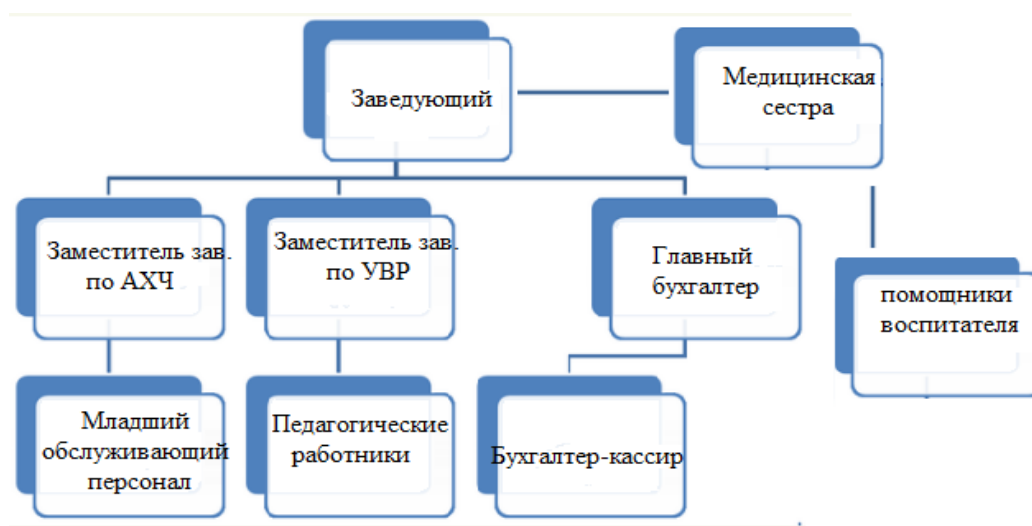 Заведующий
Медицинская
сестра
Заместитель зав.
по АХЧ
Заместитель зав.
по УВР
Главный
бухгалтер
помощники
воспитателя
Младший
обслуживающий
персонал
Педагогические
работники
Бухгалтер-кассир